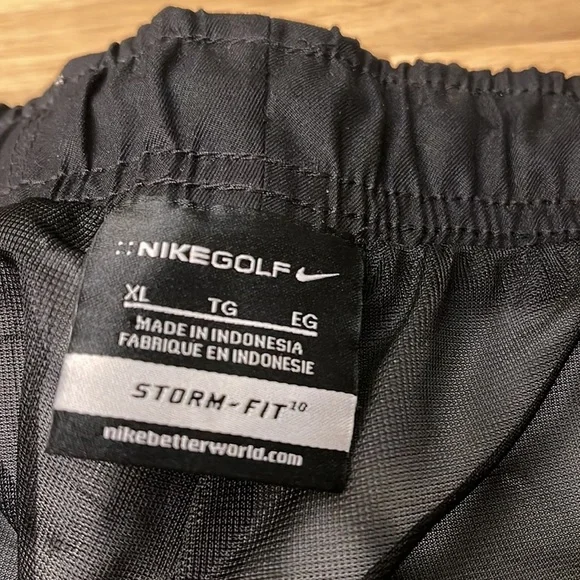 NIKEGOLF
XL TG EG
MADE IN INDONESIA
FABRIQUE EN INDONESIE
STORM-FIT¹⁰
nikebetterworld.com